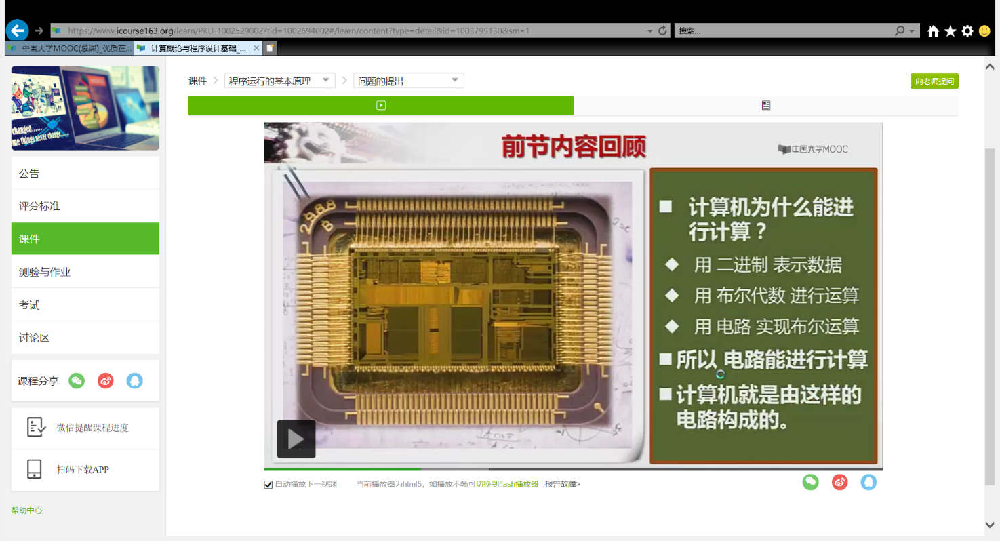 https://www.icourse163.org/learn/PKU-1002529002?tid=1002694002#/learn/content?type=detail&id=1003799130&sm=1
搜索...
中国大学MOOC(慕课)_优质在...
计算概论与程序设计基础_...
课件
程序运行的基本原理
问题的提出
向老师提问
changed......
me things never change...
公告
评分标准
课件
测验与作业
考试
讨论区
课程分享
微信提醒课程进度
扫码下载APP
帮助中心
前节内容回顾
中国大学MOOC
计算机为什么能进
行计算？
用 二进制 表示数据
用 布尔代数 进行运算
用 电路 实现布尔运算
所以 电路能进行计算
计算机就是由这样的
电路构成的。
自动播放下一视频
当前播放器为html5，如播放不畅可切换到flash播放器
报告故障>